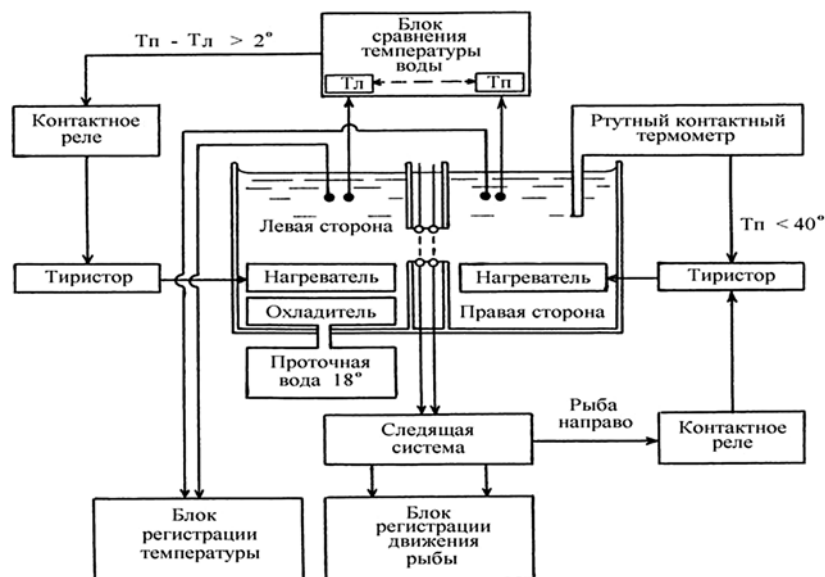 Блок
сравнения
температуры
воды
Тл
Тп
Тп - Тл > 2°
Контактное
реле
Ртутный контактный
термометр
Левая сторона
Тп < 40°
Тиристор
Нагреватель
Нагреватель
Тиристор
Охладитель
Правая сторона
Проточная
вода 18°
Следящая
система
Рыба
направо
Контактное
реле
Блок
регистрации
температуры
Блок
регистрации
движения
рыбы